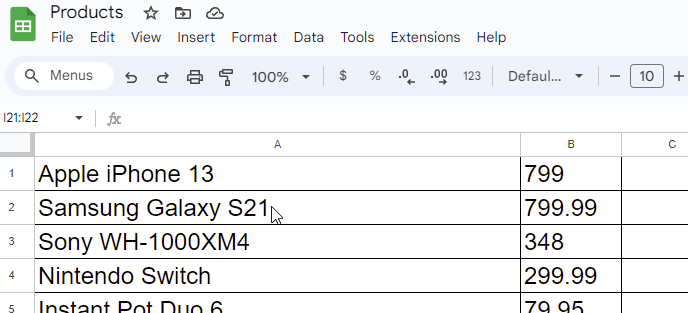 Products
File Edit View Insert Format Data Tools Extensions Help
Menus 100% $ % .0 .00 123 Defaul... 10
I21:I22 fx
A B C
1 Apple iPhone 13 799
2 Samsung Galaxy S21 799.99
3 Sony WH-1000XM4 348
4 Nintendo Switch 299.99
5 Instant Pot Duo 6 79.95